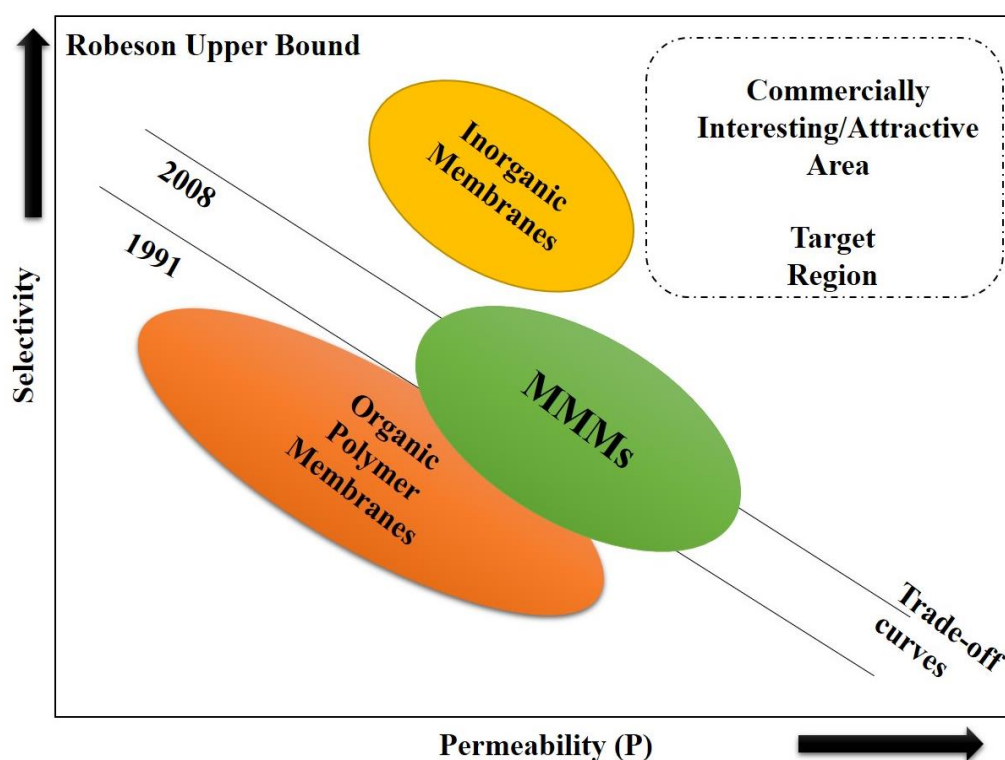 Robeson Upper Bound
Commercially
Interesting/Attractive
Area
Target
Region
Inorganic
Membranes
2008
1991
Selectivity
MMMs
Organic
Polymer
Membranes
Trade-off
curves
Permeability (P)